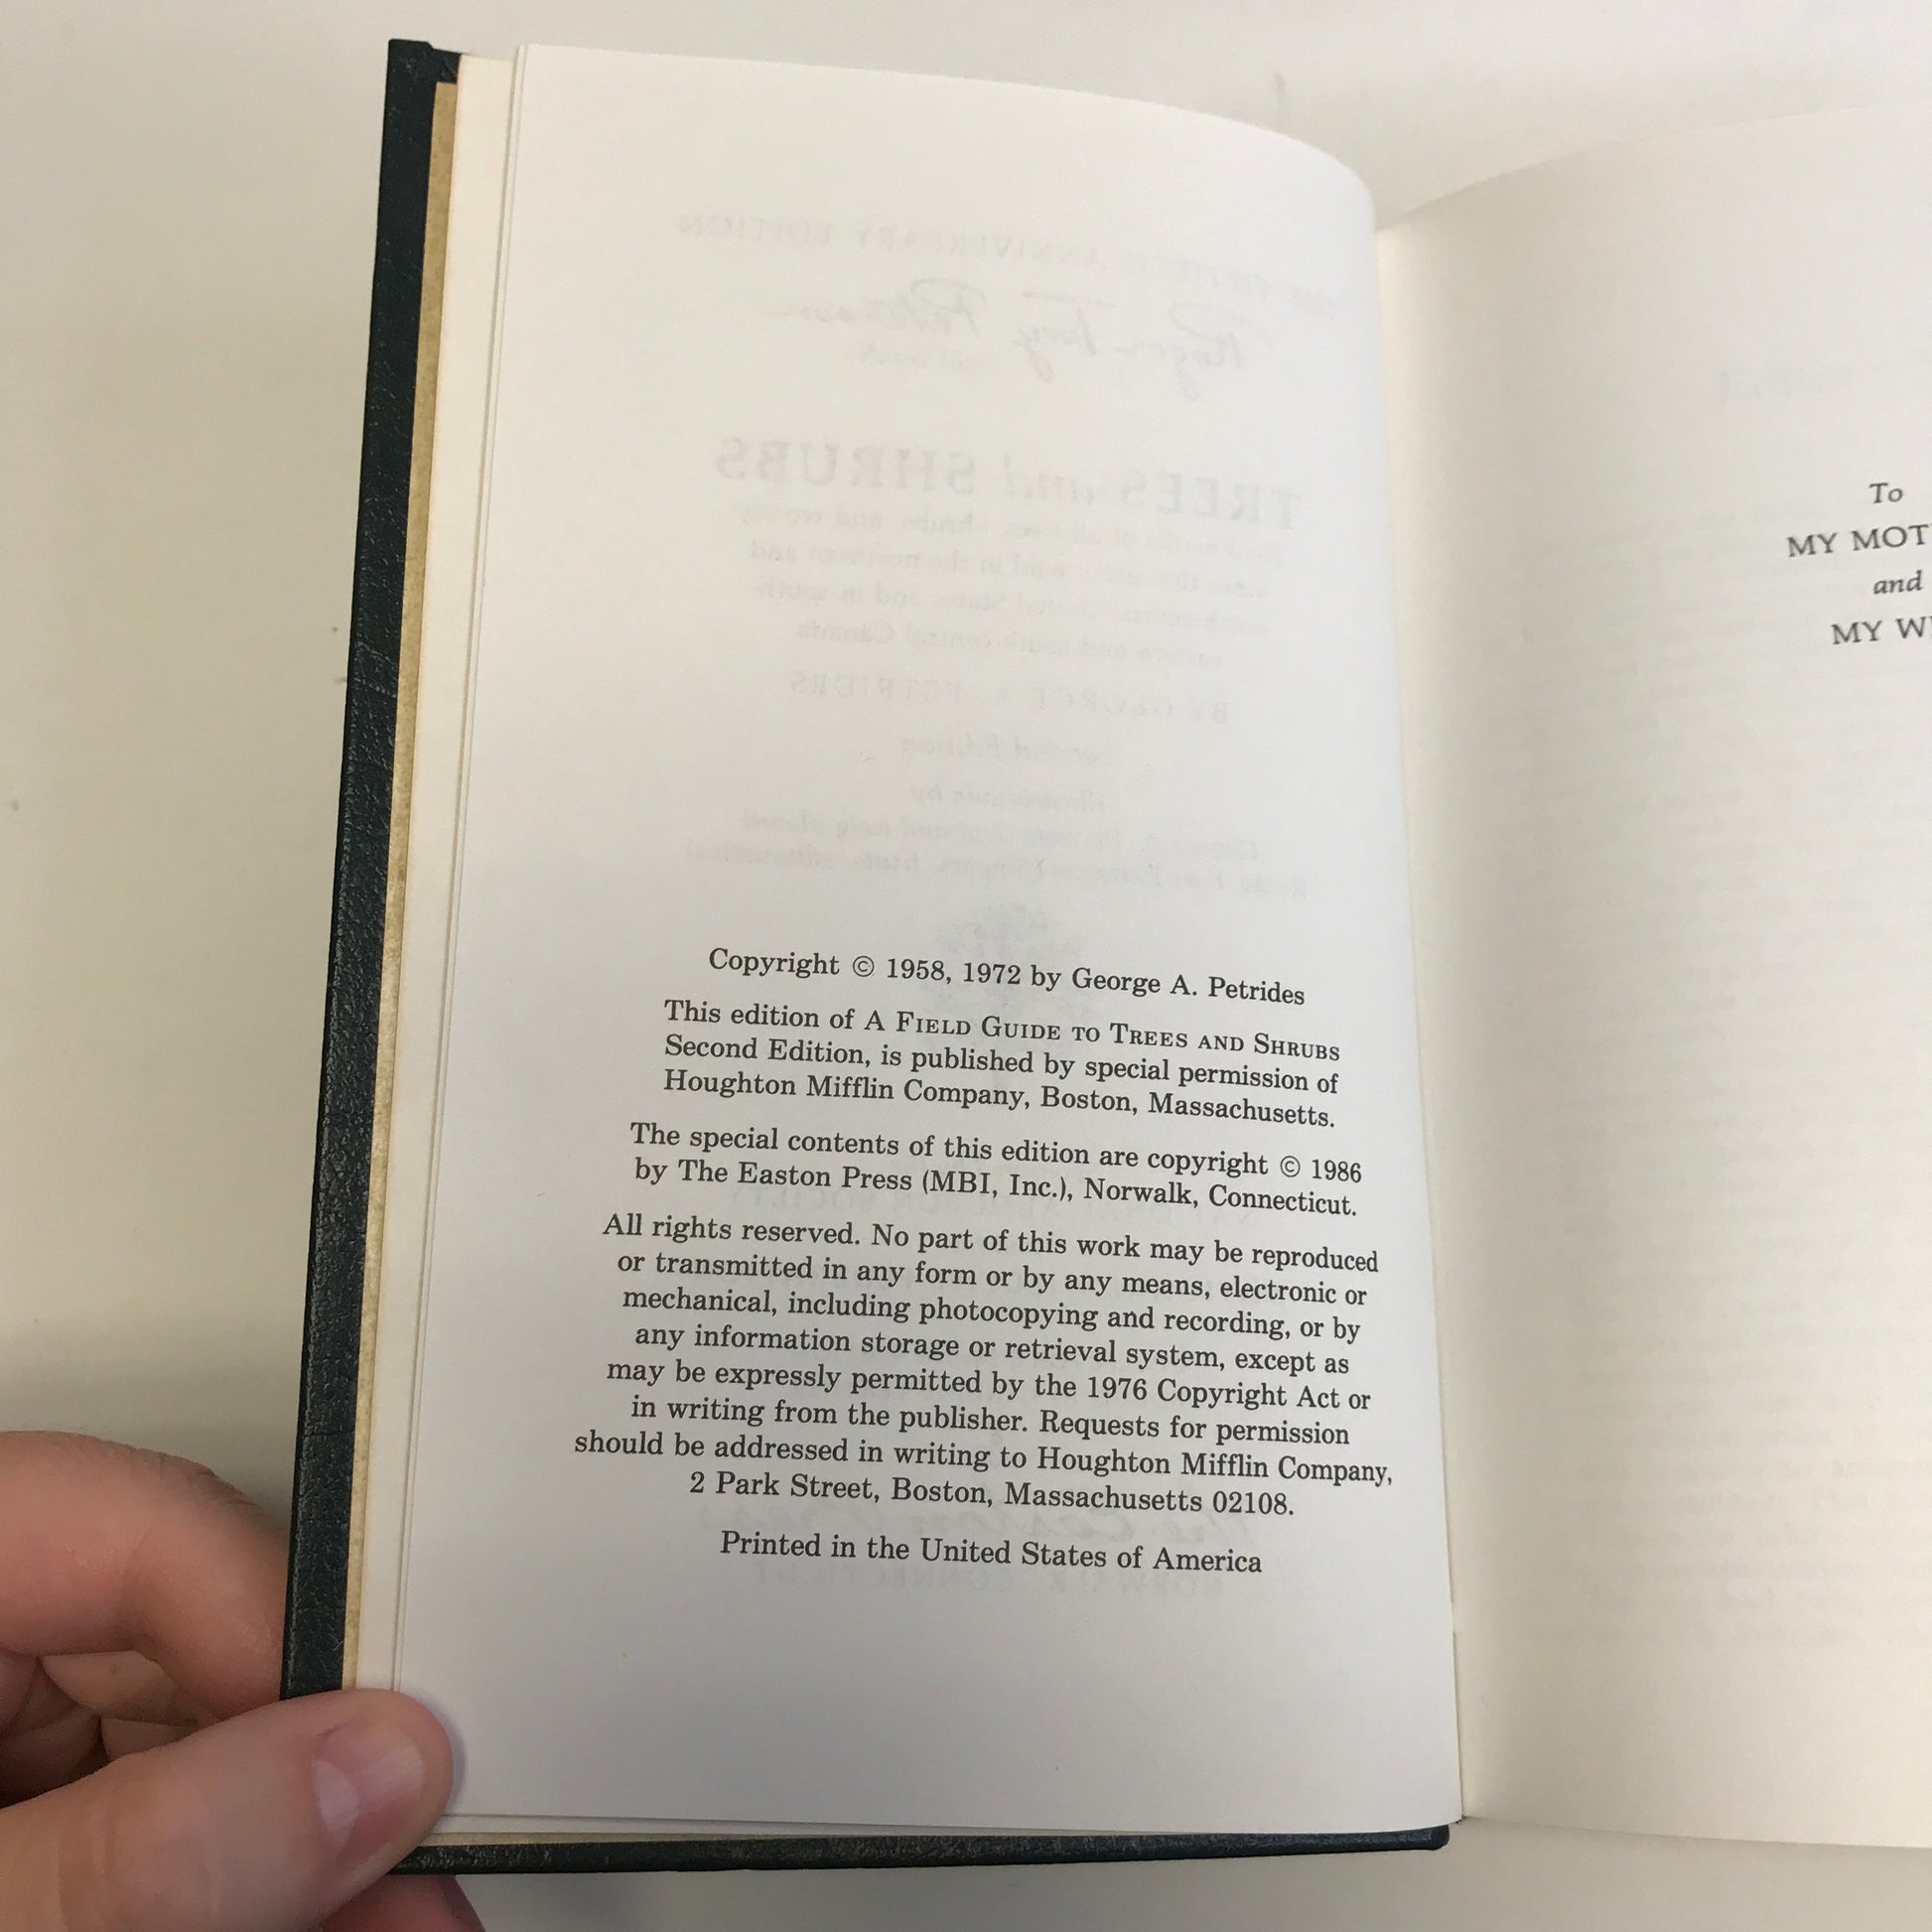 Copyright © 1958, 1972 by George A. Petrides
This edition of A FIELD GUIDE TO TREES AND SHRUBS
Second Edition, is published by special permission of
Houghton Mifflin Company, Boston, Massachusetts.
The special contents of this edition are copyright © 1986
by The Easton Press (MBI, Inc.), Norwalk, Connecticut.
All rights reserved. No part of this work may be reproduced
or transmitted in any form or by any means, electronic or
mechanical, including photocopying and recording, or by
any information storage or retrieval system, except as
may be expressly permitted by the 1976 Copyright Act or
in writing from the publisher. Requests for permission
should be addressed in writing to Houghton Mifflin Company,
2 Park Street, Boston, Massachusetts 02108.
Printed in the United States of America
To
MY
and
MY